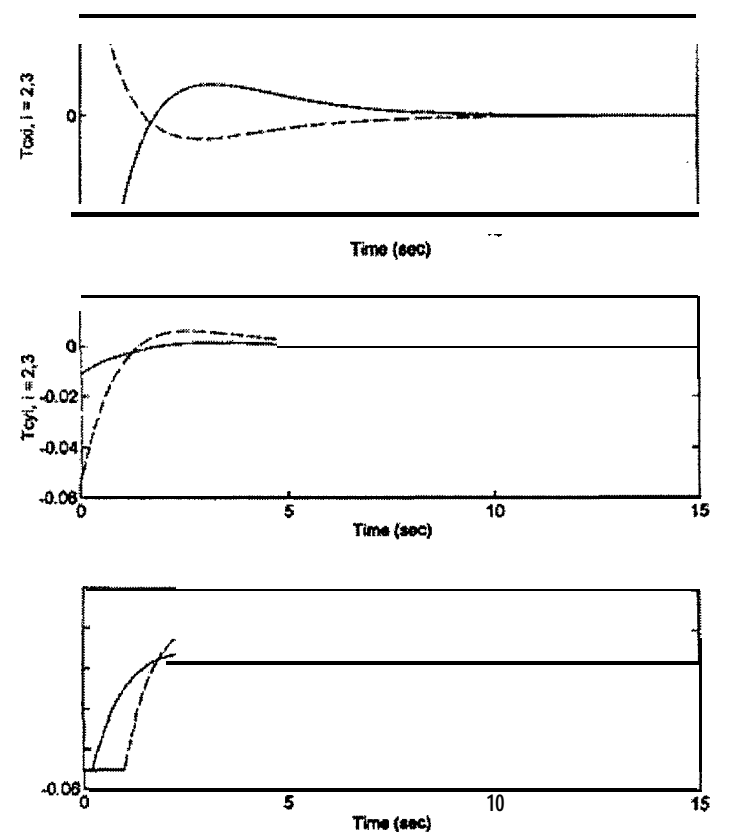 Tcxi, i = 2,3
0
Time (sec)
Tcyi, i = 2,3
0
-0.02
-0.04
-0.06
0 5 10 15
Time (sec)
-0.06
0 5 10 15
Time (sec)